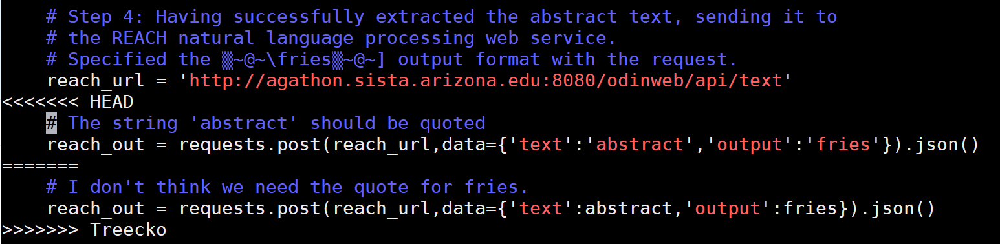 # Step 4: Having successfully extracted the abstract text, sending it to
# the REACH natural language processing web service.
# Specified the ▒~@~\fries▒~@~] output format with the request.
reach_url = 'http://agathon.sista.arizona.edu:8080/odinweb/api/text'
<<<<<<< HEAD
# The string 'abstract' should be quoted
reach_out = requests.post(reach_url,data={'text':'abstract','output':'fries'}).json()
=======
# I don't think we need the quote for fries.
reach_out = requests.post(reach_url,data={'text':abstract,'output':fries}).json()
>>>>>>> Treecko